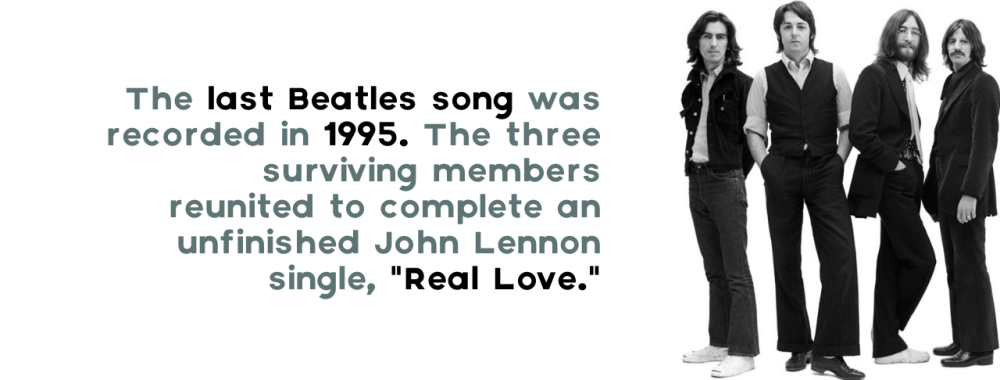 The last Beatles song was
recorded in 1995. The three
surviving members
reunited to complete an
unfinished John Lennon
single, "Real Love."